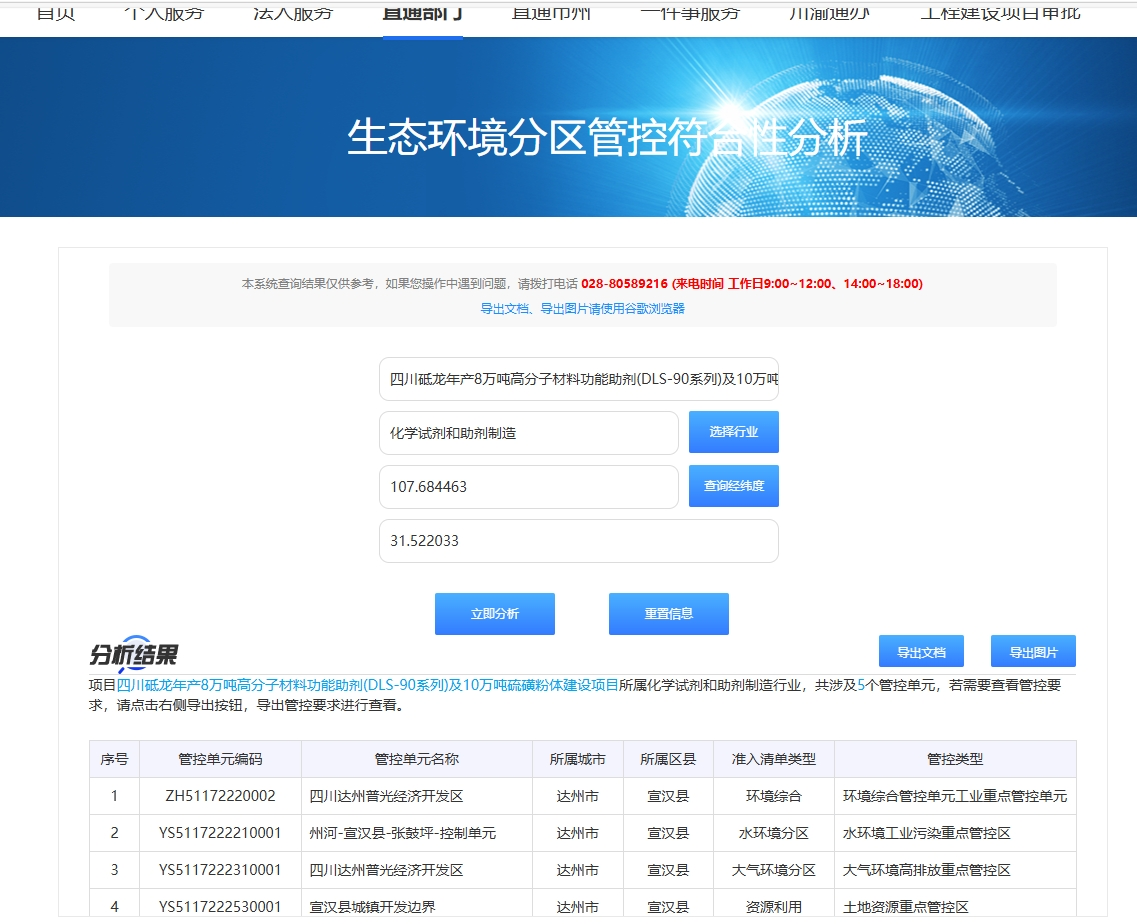 首页 个人服务 法人服务 直通部门 直通市州 一件事服务 川渝通办 工程建设项目审批
生态环境分区管控符合性分析
本系统查询结果仅供参考，如果您操作中遇到问题，请拨打电话 028-80589216 (来电时间 工作日9:00~12:00、14:00~18:00)
导出文档、导出图片请使用谷歌浏览器
四川砥龙年产8万吨高分子材料功能助剂(DLS-90系列)及10万吨
化学试剂和助剂制造 选择行业
107.684463 查询经纬度
31.522033
立即分析 重置信息
分析结果 导出文档 导出图片
项目四川砥龙年产8万吨高分子材料功能助剂(DLS-90系列)及10万吨硫磺粉体建设项目所属化学试剂和助剂制造行业，共涉及5个管控单元，若需要查看管控要
求，请点击右侧导出按钮，导出管控要求进行查看。
序号 管控单元编码 管控单元名称 所属城市 所属区县 准入清单类型 管控类型
1 ZH51172220002 四川达州普光经济开发区 达州市 宣汉县 环境综合 环境综合管控单元工业重点管控单元
2 YS5117222210001 州河-宣汉县-张鼓坪-控制单元 达州市 宣汉县 水环境分区 水环境工业污染重点管控区
3 YS5117222310001 四川达州普光经济开发区 达州市 宣汉县 大气环境分区 大气环境高排放重点管控区
4 YS5117222530001 宣汉县城镇开发边界 达州市 宣汉县 资源利用 土地资源重点管控区